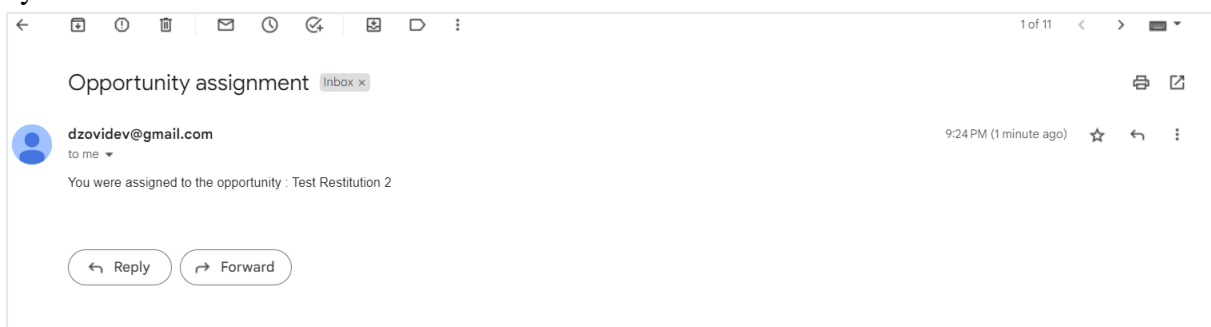 1 of 11
Opportunity assignment Inbox ×
dzovidev@gmail.com 9:24 PM (1 minute ago)
to me
You were assigned to the opportunity : Test Restitution 2
Reply Forward